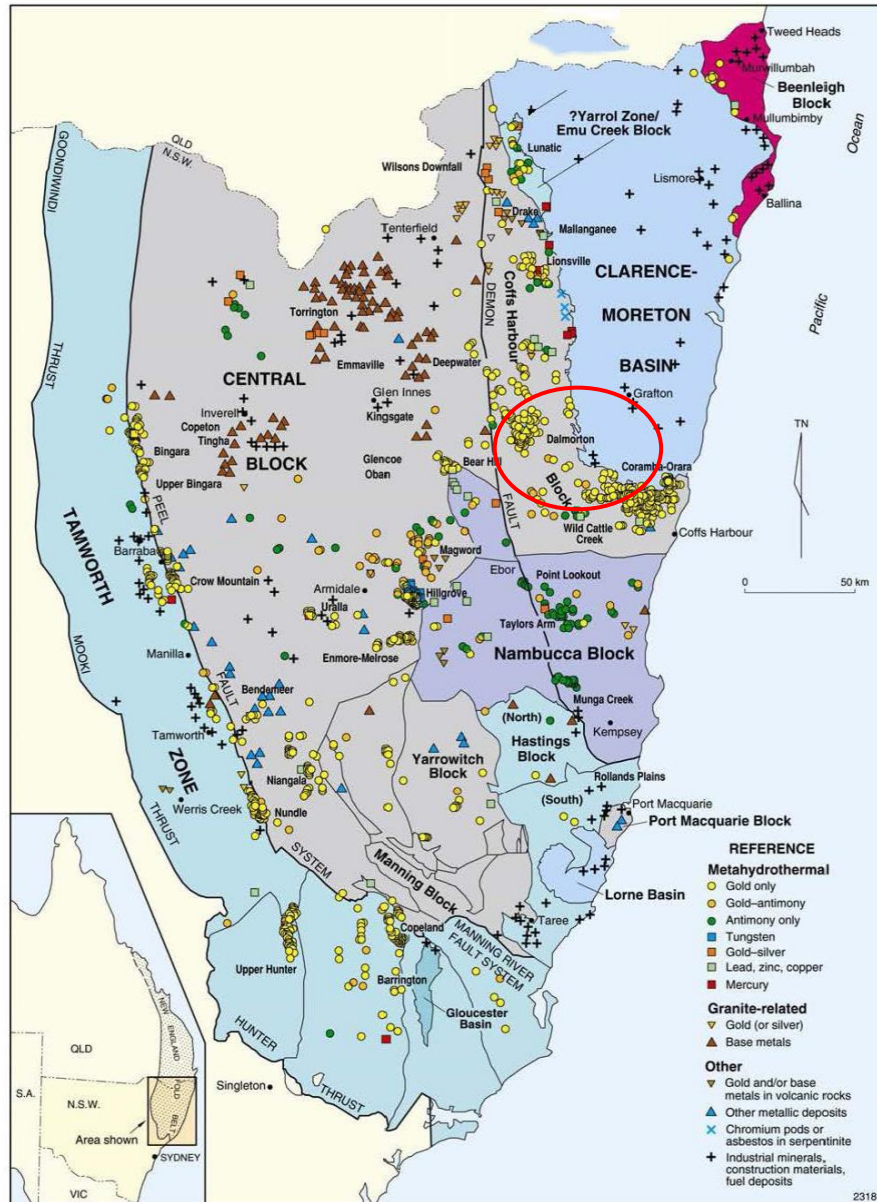 Tweed Heads
Murwillumbah
Beenleigh
Block
Mullumbimby
Ocean
GOONDIWINDI
QLD
N.S.W.
?Yarrol Zone/
Emu Creek Block
Lunatic
Wilsons Downfall
Lismore
Ballina
Drake
Mallanganee
Tenterfield
Lionsville
CLARENCE-
MORETON
BASIN
Pacific
Torrington
DEMON
Coffs Harbour
THRUST
Emmaville
Deepwater
CENTRAL
Glen Innes
Kingsgate
Grafton
Inverell
Copeton
Tingha
BLOCK
Bingara
Dalmorton
TN
Glencoe
Oban
Bear Hill
Coramba-Orara
Upper Bingara
Block
TAMWORTH
PEEL
FAULT
Wild Cattle
Creek
Coffs Harbour
Barraba
Magword
Ebor
Point Lookout
0
50 km
Crow Mountain
Armidale
Hillgrove
Uralla
Taylors Arm
MOOKI
Manilla
Enmore-Melrose
Nambucca Block
FAULT
Bendemeer
Munga Creek
(North)
Kempsey
Tamworth
Hastings
Block
ZONE
Yarrowitch
Block
Rollands Plains
Niangala
(South)
Port Macquarie
Werris Creek
Nundle
Port Macquarie Block
THRUST
SYSTEM
Manning Block
Lorne Basin
Taree
Copeland
MANNING RIVER
FAULT SYSTEM
Upper Hunter
Barrington
Gloucester
Basin
HUNTER
THRUST
Singleton
REFERENCE
Metahydrothermal
Gold only
Gold–antimony
Antimony only
Tungsten
Gold–silver
Lead, zinc, copper
Mercury
Granite-related
Gold (or silver)
Base metals
Other
Gold and/or base
metals in volcanic rocks
Other metallic deposits
Chromium pods or
asbestos in serpentinite
Industrial minerals,
construction materials,
fuel deposits
QLD
NEW
ENGLAND
FOLD
BELT
S.A.
N.S.W.
Area shown
SYDNEY
VIC
2318